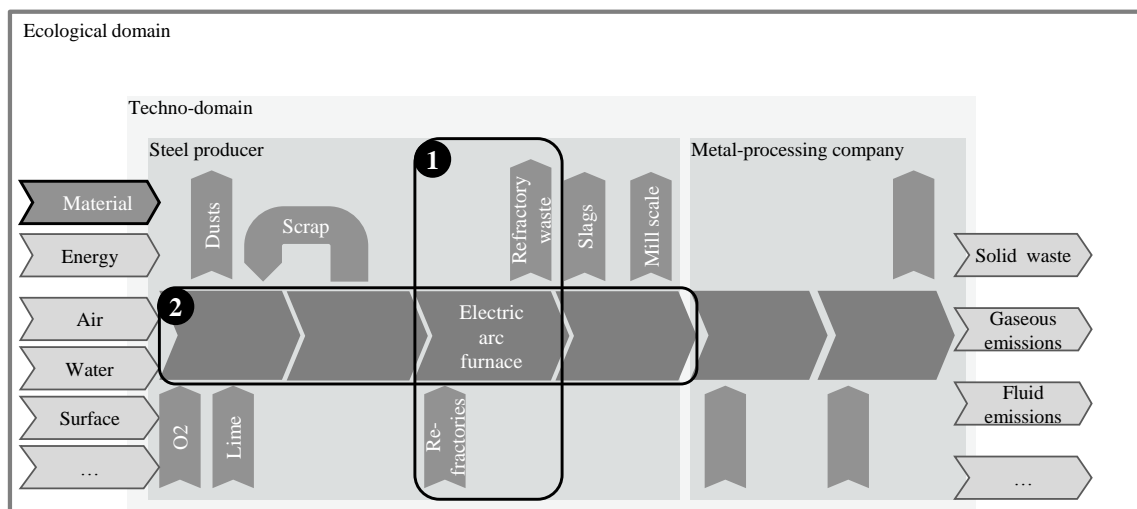 Ecological domain
Techno-domain
Steel producer
Metal-processing company
1
Material
Energy
Air
Water
Surface
…
Dusts
Scrap
Refractory
waste
Slags
Mill scale
2
Electric
arc
furnace
O2
Lime
Re-
fractories
Solid waste
Gaseous
emissions
Fluid
emissions
…